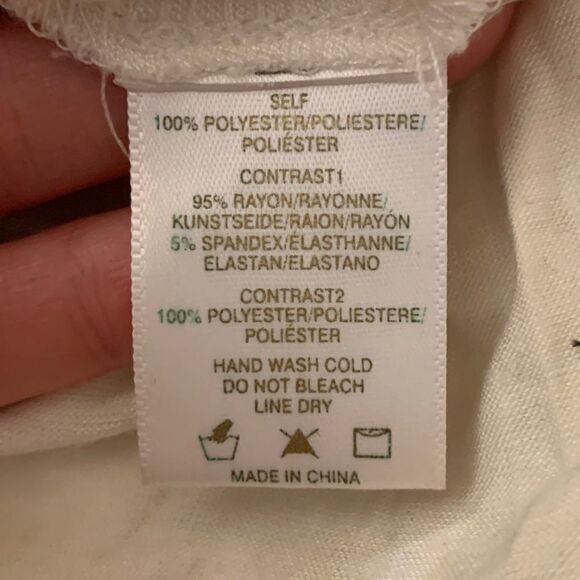 SELF
100% POLYESTER/POLIESTERE/
POLIÉSTER
CONTRAST1
95% RAYON/RAYONNE/
KUNSTSEIDE/RAION/RAYÓN
5% SPANDEX/ÉLASTHANNE/
ELASTAN/ELASTANO
CONTRAST2
100% POLYESTER/POLIESTERE/
POLIÉSTER
HAND WASH COLD
DO NOT BLEACH
LINE DRY
MADE IN CHINA